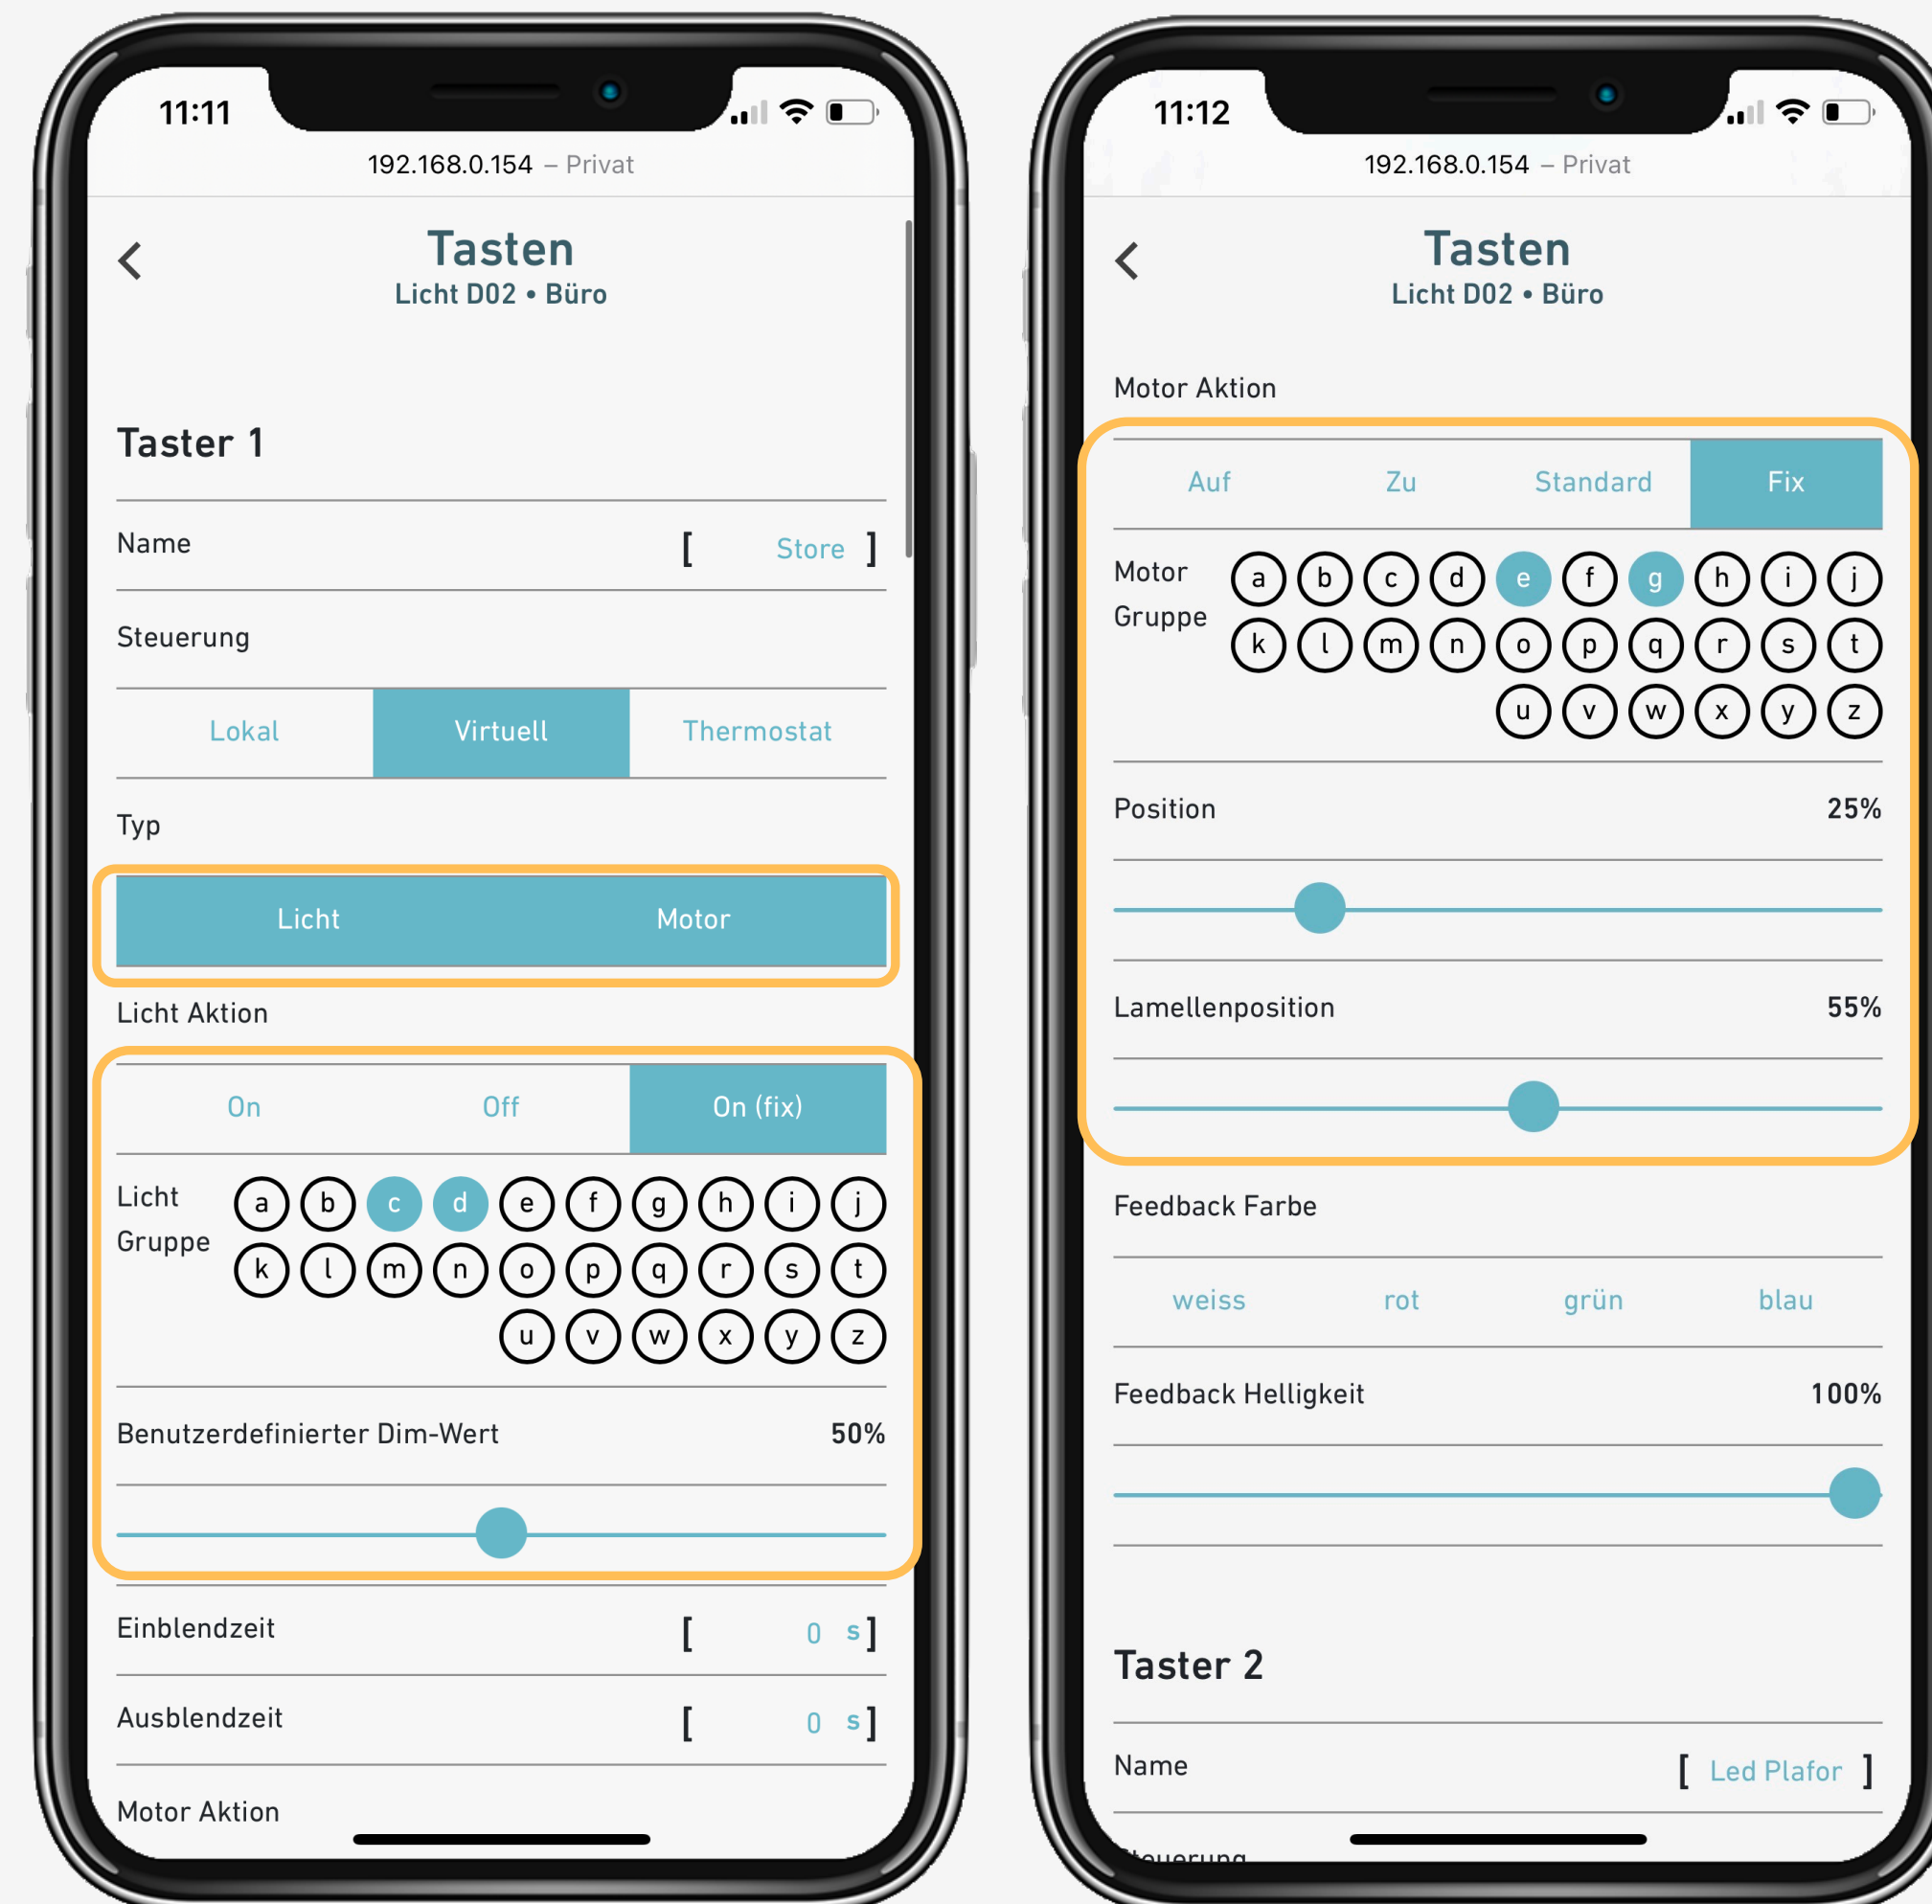 11:11
192.168.0.154 – Privat
Tasten
Licht D02 • Büro
Taster 1
Name [ Store ]
Steuerung
Lokal Virtuell Thermostat
Typ
Licht Motor
Licht Aktion
On Off On (fix)
Licht Gruppe
a b c d e f g h i j
k l m n o p q r s t
u v w x y z
Benutzerdefinierter Dim-Wert 50%
Einblendzeit [ 0 s ]
Ausblendzeit [ 0 s ]
Motor Aktion
11:12
192.168.0.154 – Privat
Tasten
Licht D02 • Büro
Motor Aktion
Auf Zu Standard Fix
Motor Gruppe
a b c d e f g h i j
k l m n o p q r s t
u v w x y z
Position 25%
Lamellenposition 55%
Feedback Farbe
weiss rot grün blau
Feedback Helligkeit 100%
Taster 2
Name [ Led Plafor ]
Steuerung